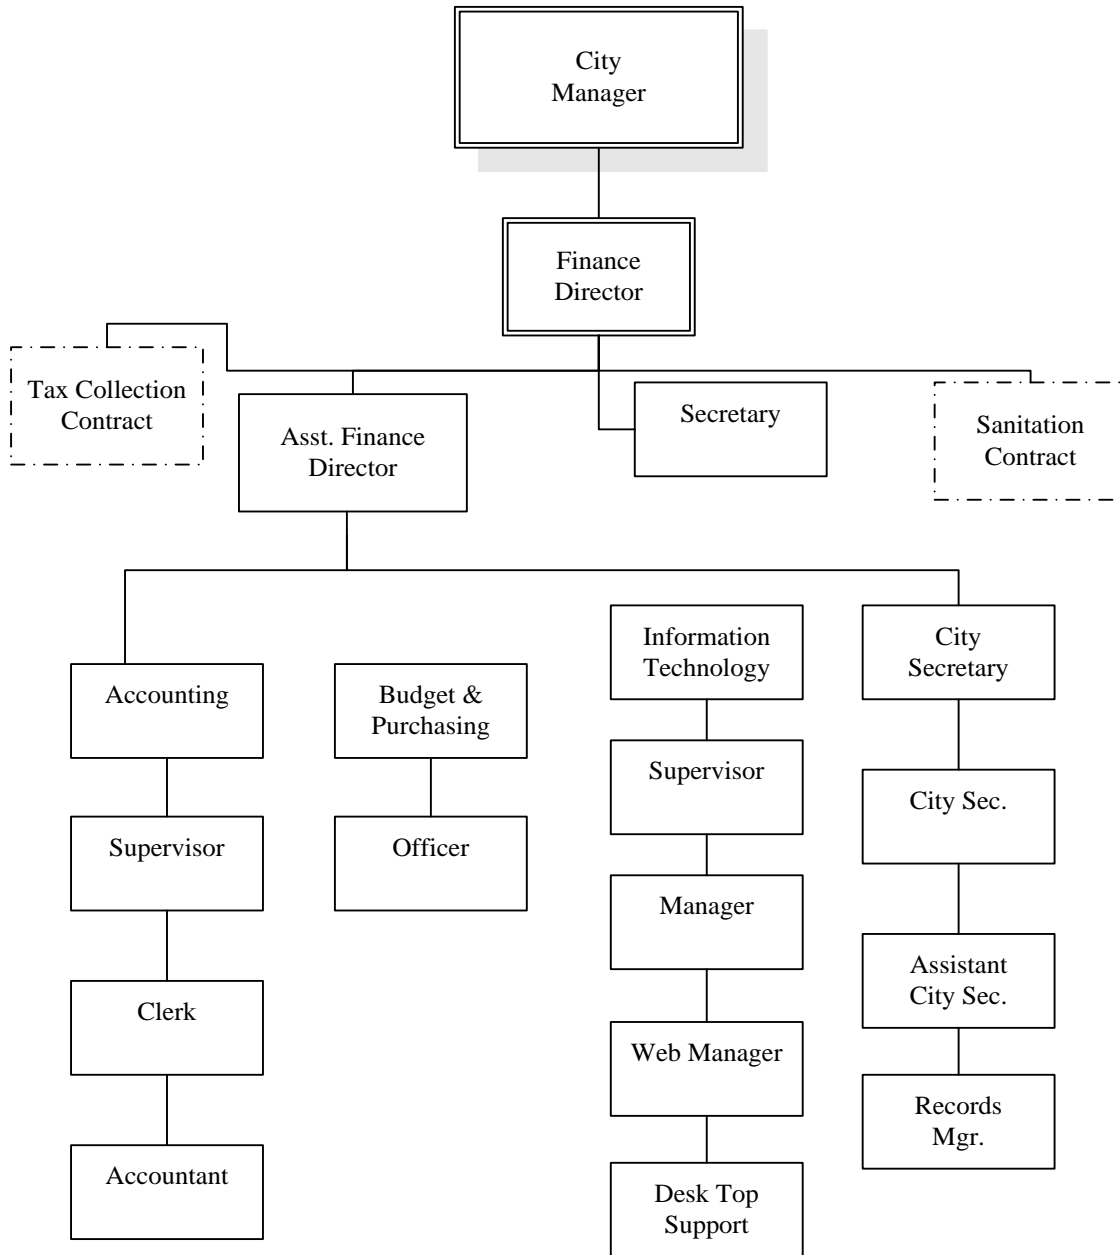 City
Manager
Finance
Director
Tax Collection
Contract
Asst. Finance
Director
Secretary
Sanitation
Contract
Accounting
Supervisor
Clerk
Accountant
Budget &
Purchasing
Officer
Information
Technology
Supervisor
Manager
Web Manager
Desk Top
Support
City
Secretary
City Sec.
Assistant
City Sec.
Records
Mgr.